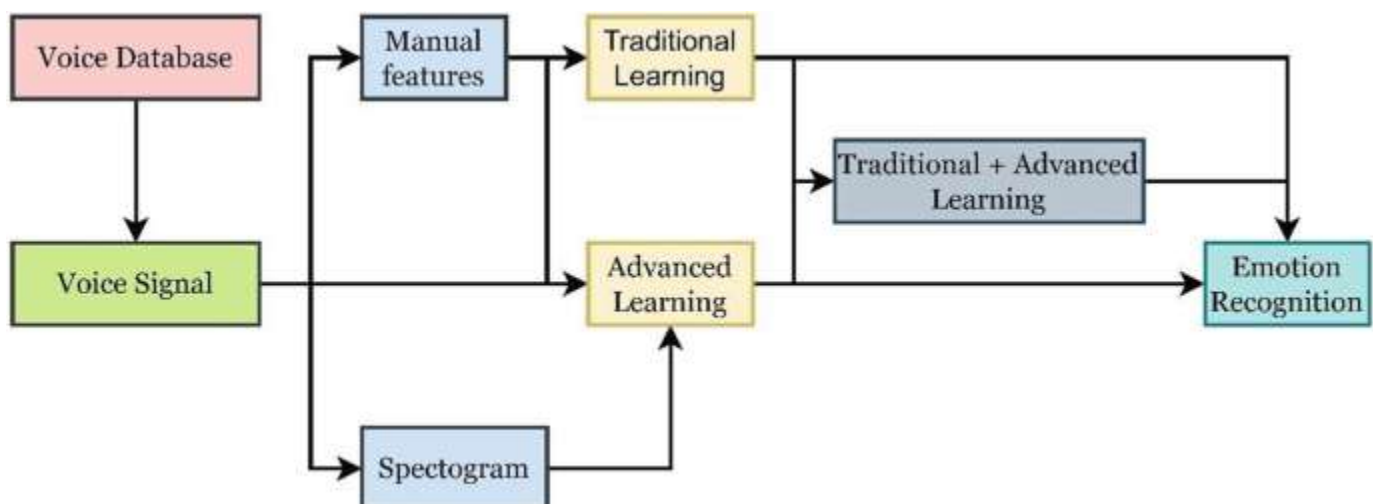 Voice Database
Manual
features
Traditional
Learning
Traditional + Advanced
Learning
Voice Signal
Advanced
Learning
Emotion
Recognition
Spectogram